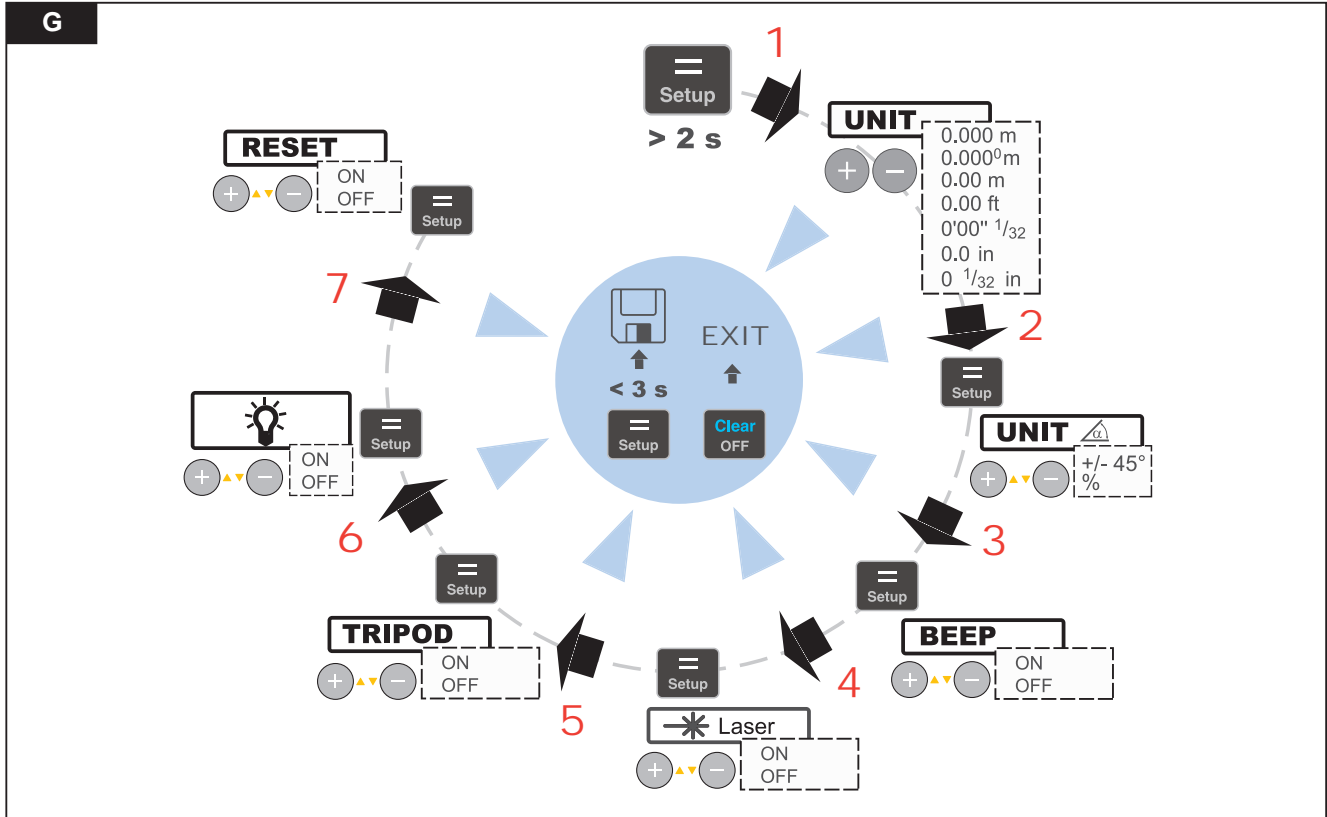 G
1
=
Setup
> 2 s
UNIT
+ −
0.000 m
0.000⁰m
0.00 m
0.00 ft
0'00" 1/32
0.0 in
0 1/32 in
2
=
Setup
UNIT α
+ −
+/- 45°
%
3
=
Setup
BEEP
+ −
ON
OFF
4
=
Setup
Laser
+ −
ON
OFF
5
=
Setup
TRIPOD
+ −
ON
OFF
6
=
Setup
+ −
ON
OFF
7
=
Setup
RESET
+ −
ON
OFF
EXIT
< 3 s
=
Setup
Clear
OFF